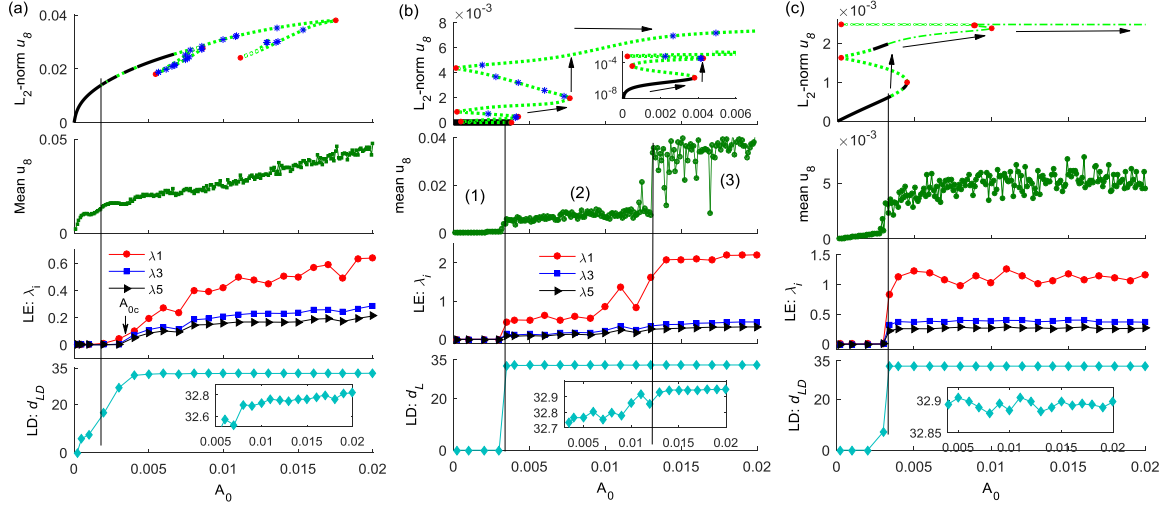 (a)
L2-norm u8
0.04
0.02
0
Mean u8
0.05
0
LE: λi
0.6
0.4
0.2
0
λ1
λ3
λ5
A0c
LD: dLD
35
20
0
32.8
32.6
0.005 0.01 0.015 0.02
0 0.005 0.01 0.015 0.02
A0
(b)
× 10-3
L2-norm u8
8
6
4
2
0
10-4
10-8
0 0.002 0.004 0.006
mean u8
0.04
0.02
0
(1)
(2)
(3)
LE: λi
2
1
0
λ1
λ3
λ5
LD: dL
35
20
0
32.9
32.8
32.7
0.005 0.01 0.015 0.02
0 0.005 0.01 0.015 0.02
A0
(c)
× 10-3
L2-norm u8
2
1
0
× 10-3
mean u8
5
0
LE: λi
1.5
1
0.5
0
LD: dLD
35
20
0
32.9
32.85
0.005 0.01 0.015 0.02
0 0.005 0.01 0.015 0.02
A0